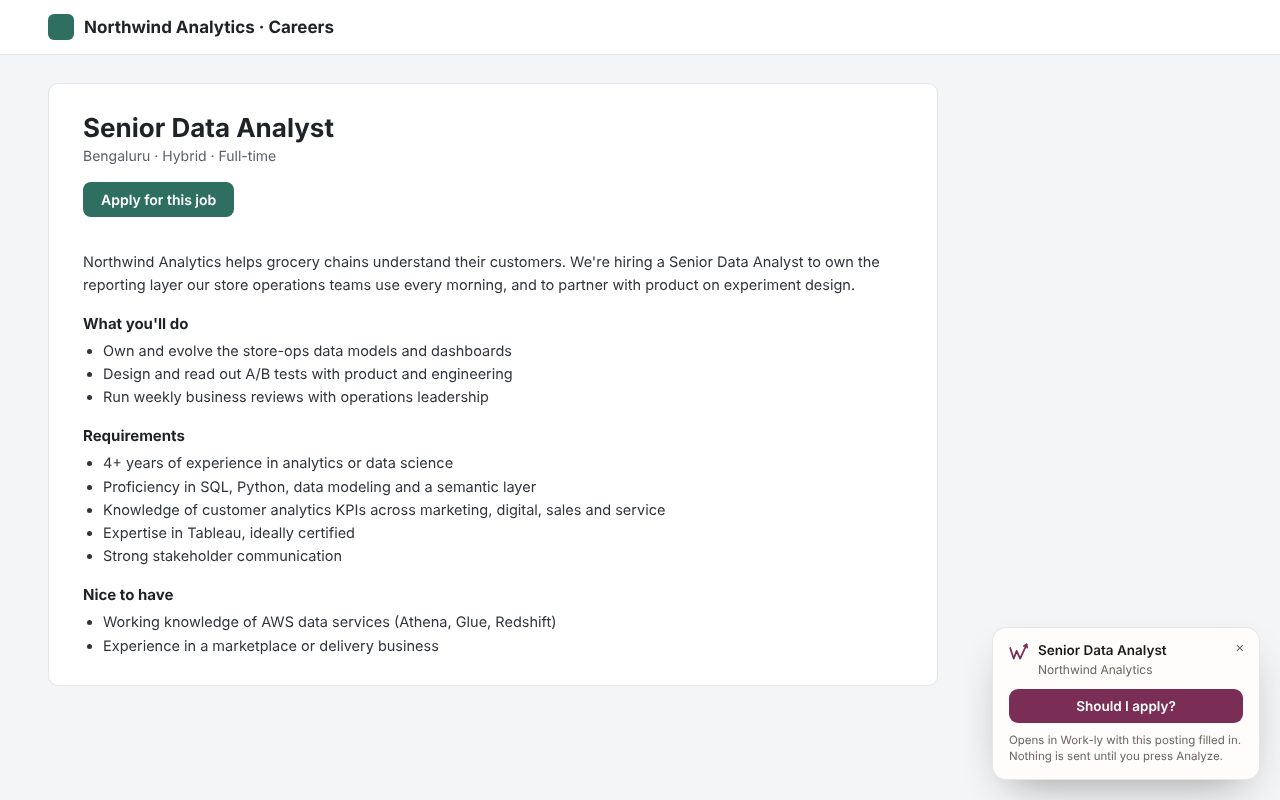 Northwind Analytics · Careers
Senior Data Analyst
Bengaluru · Hybrid · Full-time
Apply for this job
Northwind Analytics helps grocery chains understand their customers. We're hiring a Senior Data Analyst to own the
reporting layer our store operations teams use every morning, and to partner with product on experiment design.
What you'll do
• Own and evolve the store-ops data models and dashboards
• Design and read out A/B tests with product and engineering
• Run weekly business reviews with operations leadership
Requirements
• 4+ years of experience in analytics or data science
• Proficiency in SQL, Python, data modeling and a semantic layer
• Knowledge of customer analytics KPIs across marketing, digital, sales and service
• Expertise in Tableau, ideally certified
• Strong stakeholder communication
Nice to have
• Working knowledge of AWS data services (Athena, Glue, Redshift)
• Experience in a marketplace or delivery business
Senior Data Analyst ×
Northwind Analytics
Should I apply?
Opens in Work-ly with this posting filled in.
Nothing is sent until you press Analyze.